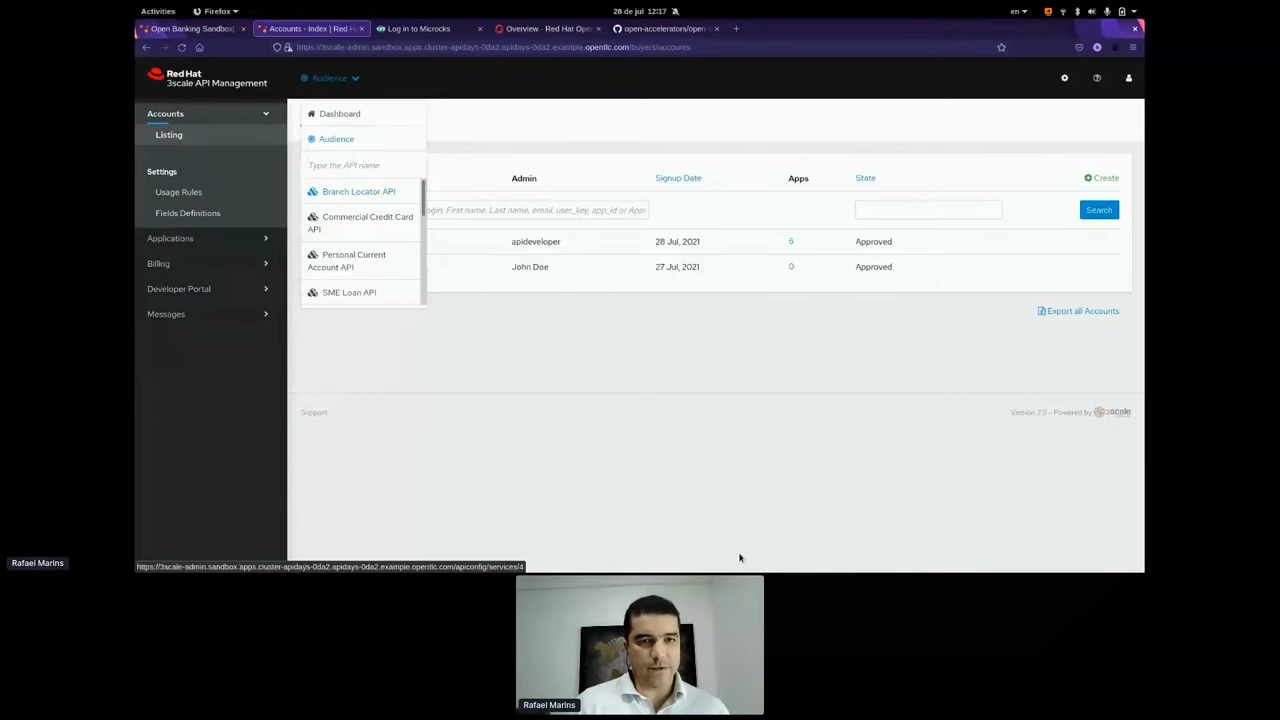 Activities
Firefox
28 de jul 12:17
en
Open Banking Sandbox|
Accounts - Index | Red H
Log in to Microcks
Overview · Red Hat Ope
open-accelerators/open-b
https://3scale-admin.sandbox.apps.cluster-apidays-0da2.apidays-0da2.example.opentlc.com/buyers/accounts
Red Hat
3scale API Management
Audience
Accounts
Listing
Settings
Usage Rules
Fields Definitions
Applications
Billing
Developer Portal
Messages
Dashboard
Audience
Type the API name
Branch Locator API
Commercial Credit Card
API
Personal Current
Account API
SME Loan API
Admin
Signup Date
Apps
State
Create
login, First name, Last name, email, user_key, app_id or App
Search
apideveloper
28 Jul, 2021
6
Approved
John Doe
27 Jul, 2021
0
Approved
Export all Accounts
Support
Version 2.9 - Powered by 3scale
https://3scale-admin.sandbox.apps.cluster-apidays-0da2.apidays-0da2.example.opentlc.com/apiconfig/services/4
Rafael Marins
Rafael Marins